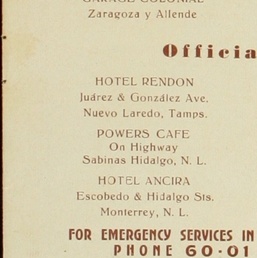 GARAGE COLONIAL
Zaragoza y Allende
Officia
HOTEL RENDON
Juárez & González Ave.
Nuevo Laredo, Tamps.
POWERS CAFE
On Highway
Sabinas Hidalgo, N. L.
HOTEL ANCIRA
Escobedo & Hidalgo Sts.
Monterrey, N. L.
FOR EMERGENCY SERVICES IN
PHONE 60-01